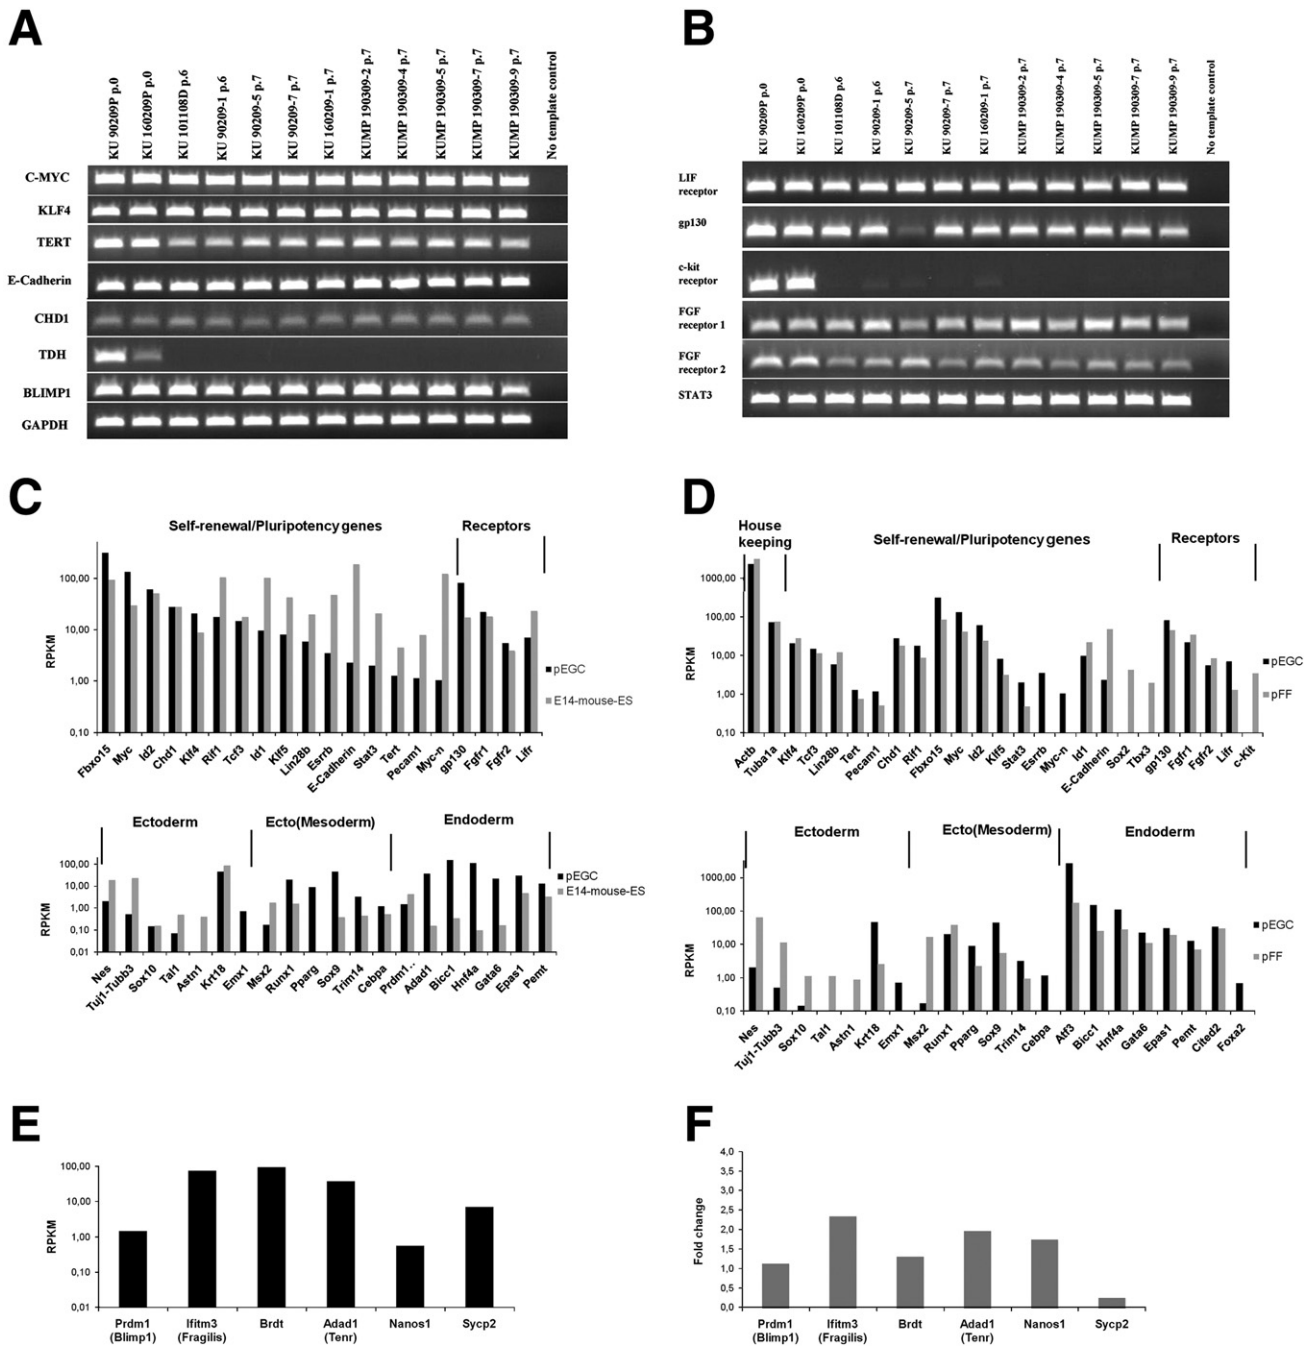 A
KU 90209P p.0
KU 160209P p.0
KU 101108D p.6
KU 90209-1 p.6
KU 90209-5 p.7
KU 90209-7 p.7
KU 160209-1 p.7
KUMP 190309-2 p.7
KUMP 190309-4 p.7
KUMP 190309-5 p.7
KUMP 190309-7 p.7
KUMP 190309-9 p.7
No template control
C-MYC
KLF4
TERT
E-Cadherin
CHD1
TDH
BLIMP1
GAPDH
B
KU 90209P p.0
KU 160209P p.0
KU 101108D p.6
KU 90209-1 p.6
KU 90209-5 p.7
KU 90209-7 p.7
KU 160209-1 p.7
KUMP 190309-2 p.7
KUMP 190309-4 p.7
KUMP 190309-5 p.7
KUMP 190309-7 p.7
KUMP 190309-9 p.7
No template control
LIF
receptor
gp130
c-kit
receptor
FGF
receptor 1
FGF
receptor 2
STAT3
C
Self-renewal/Pluripotency genes
Receptors
RPKM
100,00
10,00
1,00
0,10
Fbxo15
Myc
Id2
Chd1
Klf4
Rif1
Tcf3
Id1
Klf5
Lin28b
Esrrb
E-Cadherin
Stat3
Tert
Pecam1
Myc-n
gp130
Fgfr1
Fgfr2
Lifr
pEGC
E14-mouse-ES
Ectoderm
Ecto(Mesoderm)
Endoderm
RPKM
100,00
10,00
1,00
0,10
0,01
Nes
Tuj1-Tubb3
Sox10
Tal1
Astn1
Krt18
Emx1
Msx2
Runx1
Pparg
Sox9
Trim14
Cebpa
Prdm1..
Adad1
Bicc1
Hnf4a
Gata6
Epas1
Pemt
pEGC
E14-mouse-ES
D
House
keeping
Self-renewal/Pluripotency genes
Receptors
RPKM
1000,00
100,00
10,00
1,00
0,10
Actb
Tuba1a
Klf4
Tcf3
Lin28b
Tert
Pecam1
Chd1
Rif1
Fbxo15
Myc
Id2
Klf5
Stat3
Esrrb
Myc-n
Id1
E-Cadherin
Sox2
Tbx3
gp130
Fgfr1
Fgfr2
Lifr
c-Kit
pEGC
pFF
Ectoderm
Ecto(Mesoderm)
Endoderm
RPKM
1000,00
100,00
10,00
1,00
0,10
Nes
Tuj1-Tubb3
Sox10
Tal1
Astn1
Krt18
Emx1
Msx2
Runx1
Pparg
Sox9
Trim14
Cebpa
Atf3
Bicc1
Hnf4a
Gata6
Epas1
Pemt
Cited2
Foxa2
pEGC
pFF
E
RPKM
100,00
10,00
1,00
0,10
0,01
Prdm1
(Blimp1)
Ifitm3
(Fragilis)
Brdt
Adad1
(Tenr)
Nanos1
Sycp2
F
Fold change
4,0
3,5
3,0
2,5
2,0
1,5
1,0
0,5
0,0
Prdm1
(Blimp1)
Ifitm3
(Fragilis)
Brdt
Adad1
(Tenr)
Nanos1
Sycp2